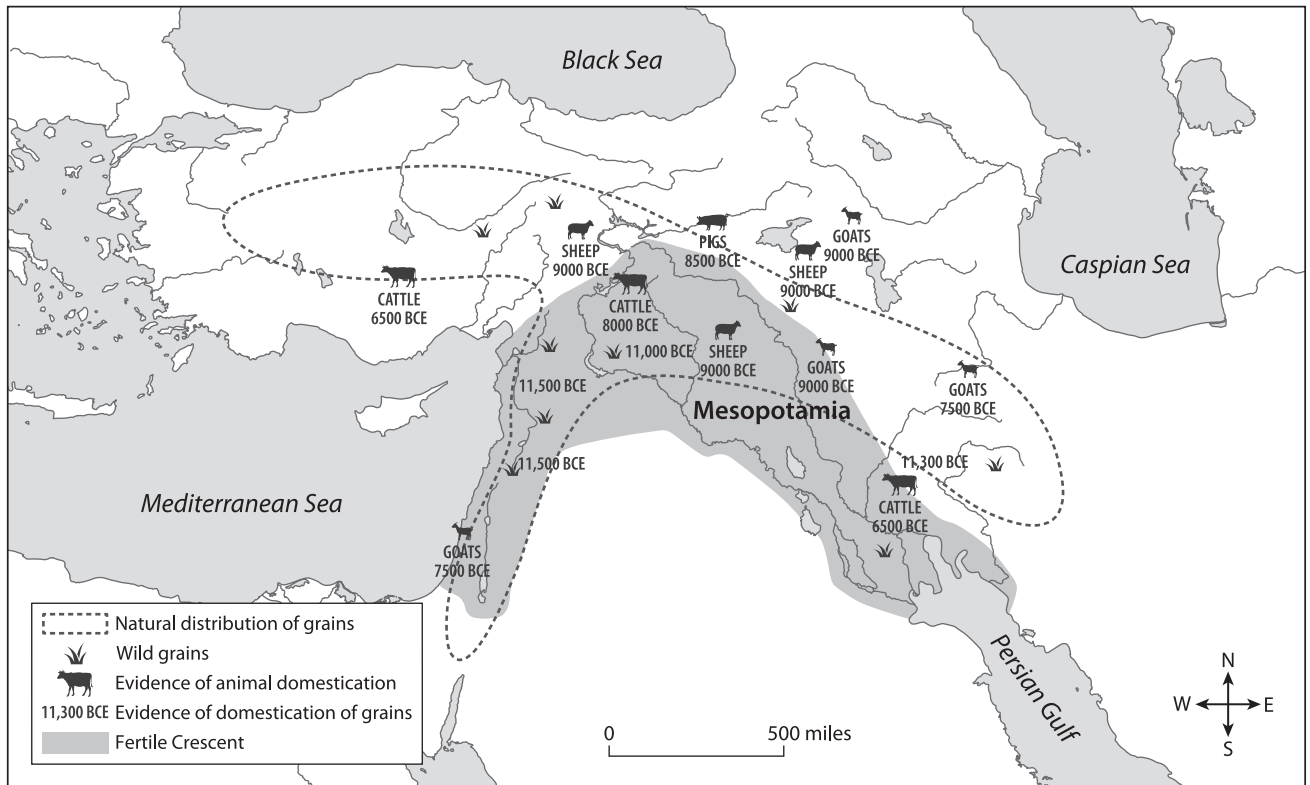 Black Sea
Caspian Sea
SHEEP
9000 BCE
PIGS
8500 BCE
GOATS
9000 BCE
SHEEP
9000 BCE
CATTLE
6500 BCE
CATTLE
8000 BCE
11,000 BCE
SHEEP
9000 BCE
GOATS
9000 BCE
GOATS
7500 BCE
11,500 BCE
Mesopotamia
11,500 BCE
11,300 BCE
CATTLE
6500 BCE
Mediterranean Sea
GOATS
7500 BCE
Persian Gulf
Natural distribution of grains
Wild grains
Evidence of animal domestication
11,300 BCE Evidence of domestication of grains
Fertile Crescent
0 500 miles
N
W E
S